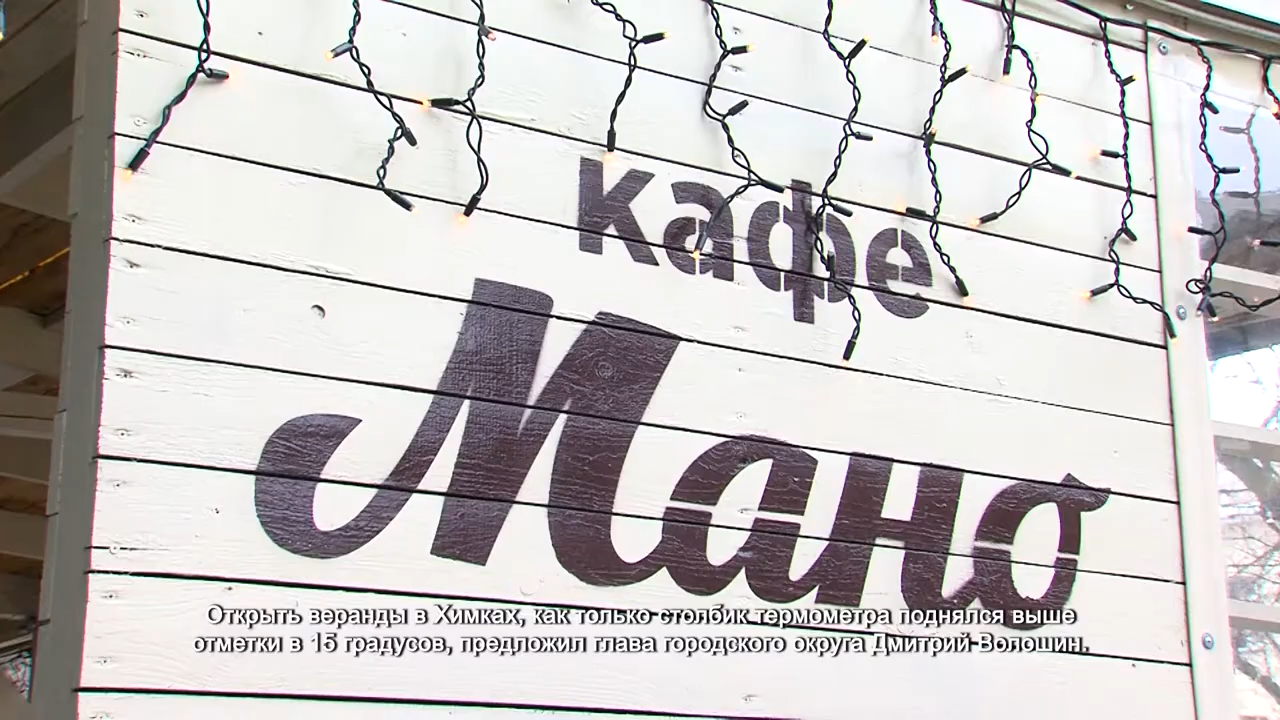 кафе
Мано
Открыть веранды в Химках, как только столбик термометра поднялся выше
отметки в 15 градусов, предложил глава городского округа Дмитрий Волошин.